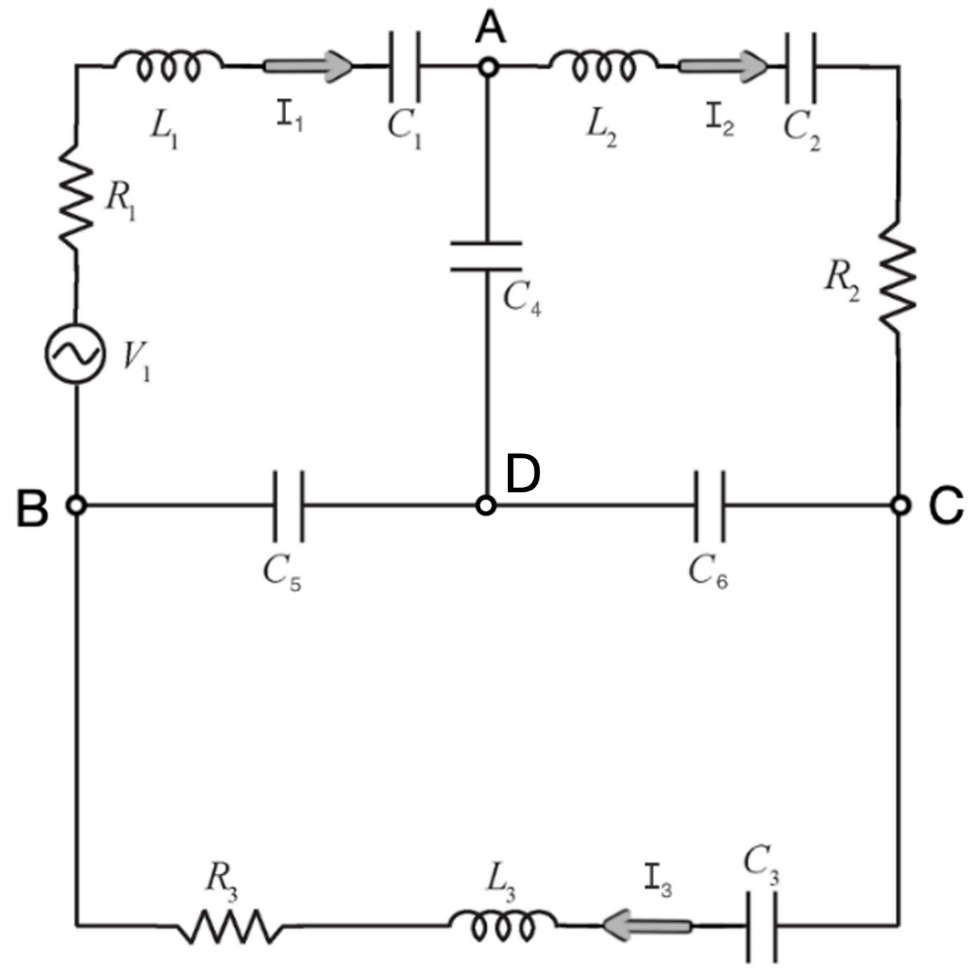 A
L₁ I₁ C₁ L₂ I₂ C₂
R₁
R₂
C₄
V₁
B D C
C₅ C₆
R₃ L₃ I₃ C₃